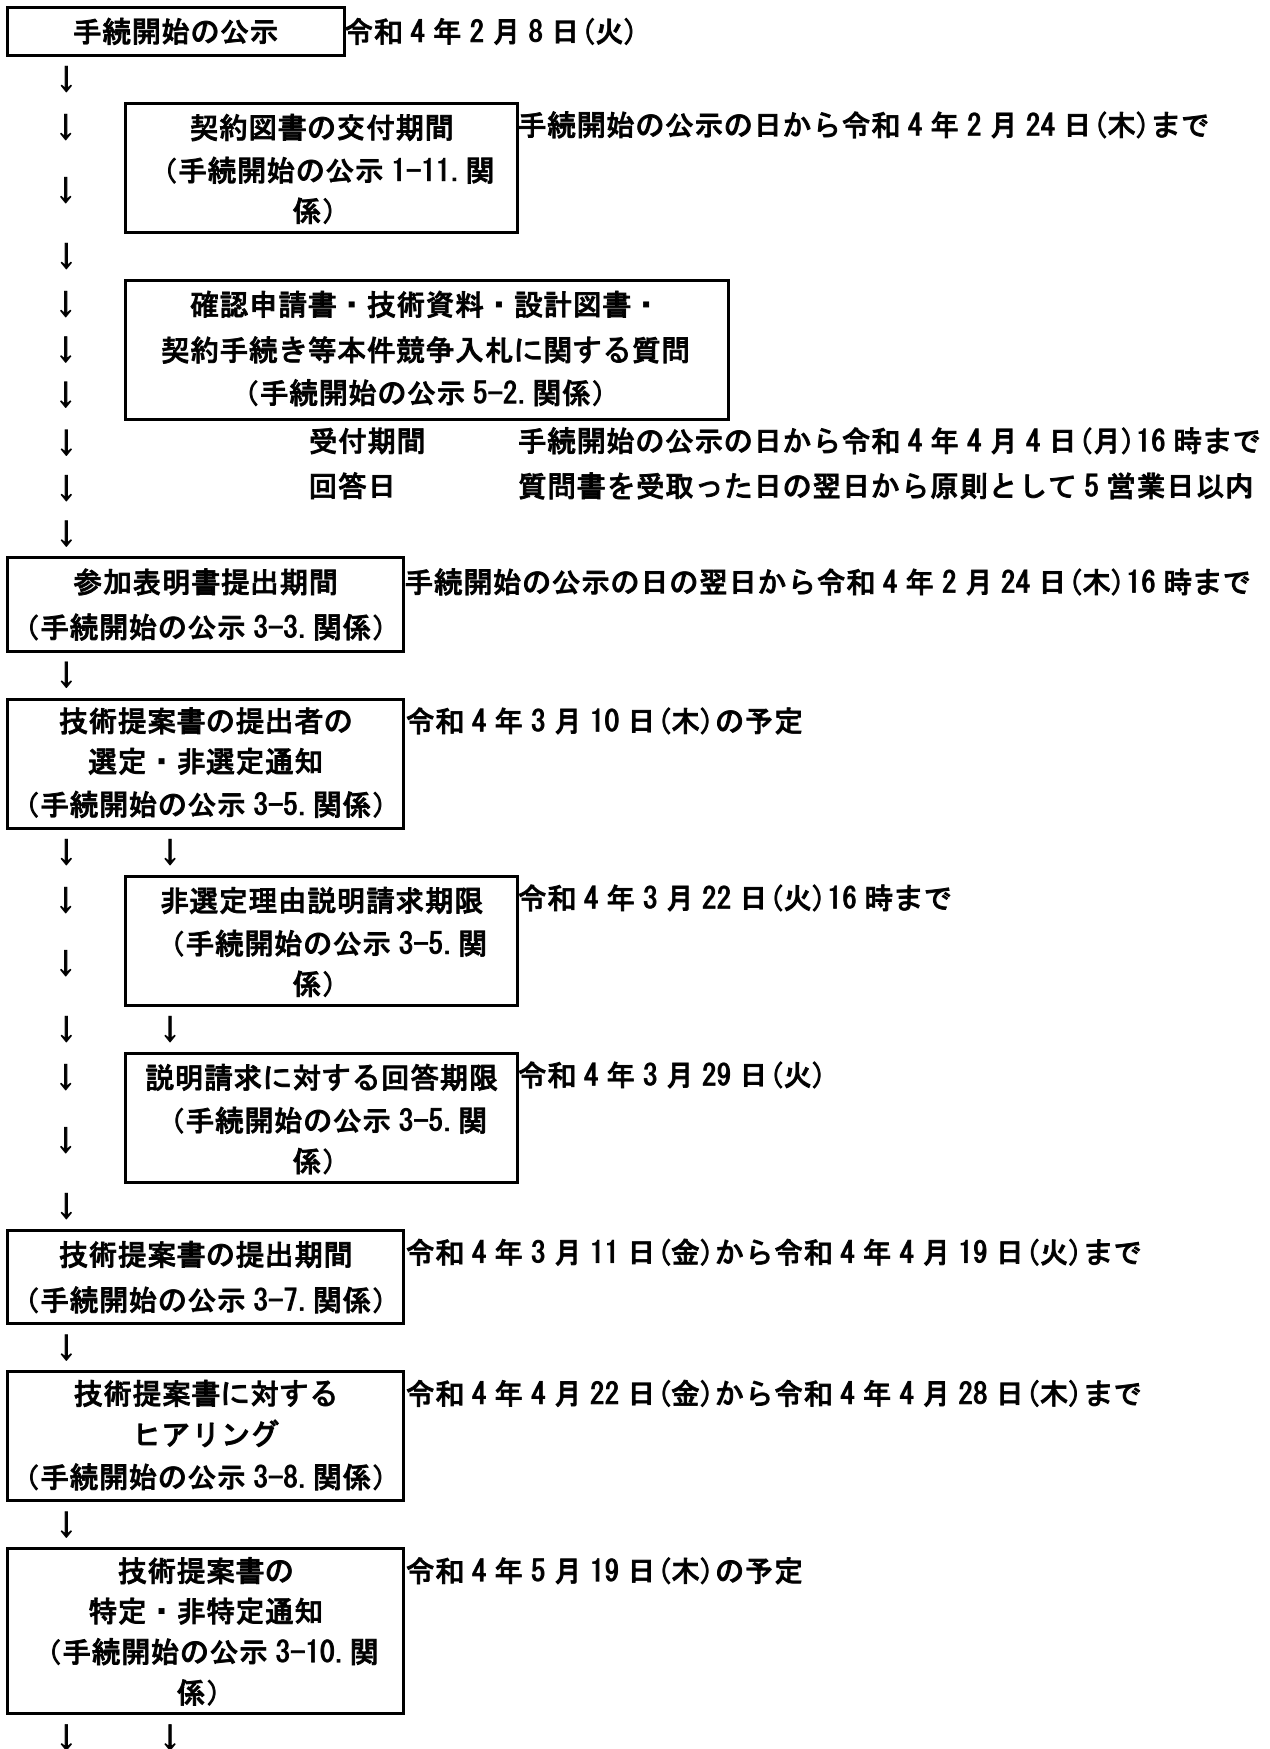 手続開始の公示 令和4年2月8日(火)
↓
↓ 契約図書の交付期間 手続開始の公示の日から令和4年2月24日(木)まで
(手続開始の公示1-11.関
↓
係)
↓
↓ 確認申請書・技術資料・設計図書・
↓ 契約手続き等本件競争入札に関する質問
↓ (手続開始の公示5-2.関係)
↓ 受付期間 手続開始の公示の日から令和4年4月4日(月)16時まで
↓ 回答日 質問書を受取った日の翌日から原則として5営業日以内
↓
参加表明書提出期間 手続開始の公示の日の翌日から令和4年2月24日(木)16時まで
(手続開始の公示3-3.関係)
↓
技術提案書の提出者の 令和4年3月10日(木)の予定
選定・非選定通知
(手続開始の公示3-5.関係)
↓ ↓
↓ 非選定理由説明請求期限 令和4年3月22日(火)16時まで
(手続開始の公示3-5.関
↓
係)
↓ ↓
↓ 説明請求に対する回答期限 令和4年3月29日(火)
(手続開始の公示3-5.関
↓
係)
↓
技術提案書の提出期間 令和4年3月11日(金)から令和4年4月19日(火)まで
(手続開始の公示3-7.関係)
↓
技術提案書に対する 令和4年4月22日(金)から令和4年4月28日(木)まで
ヒアリング
(手続開始の公示3-8.関係)
↓
技術提案書の 令和4年5月19日(木)の予定
特定・非特定通知
(手続開始の公示3-10.関
係)
↓ ↓